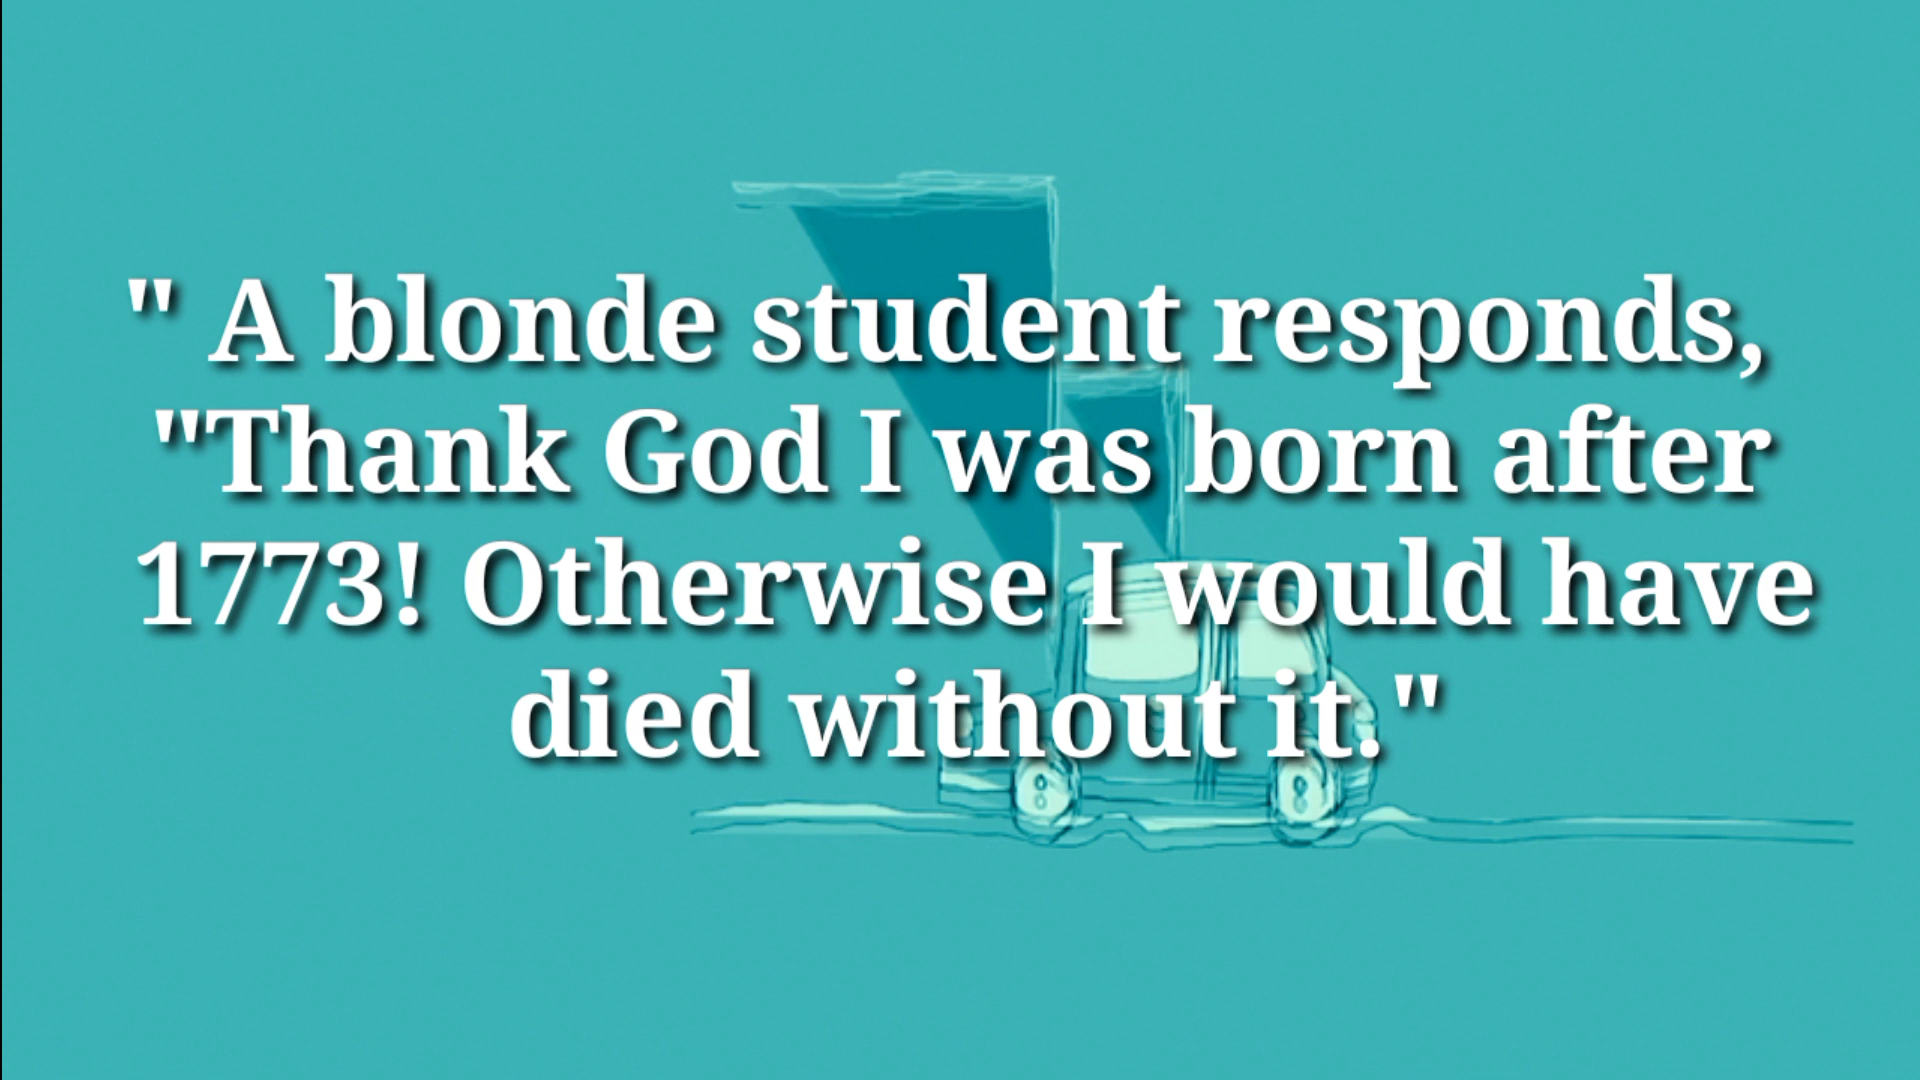 " A blonde student responds,
"Thank God I was born after
1773! Otherwise I would have
died without it."